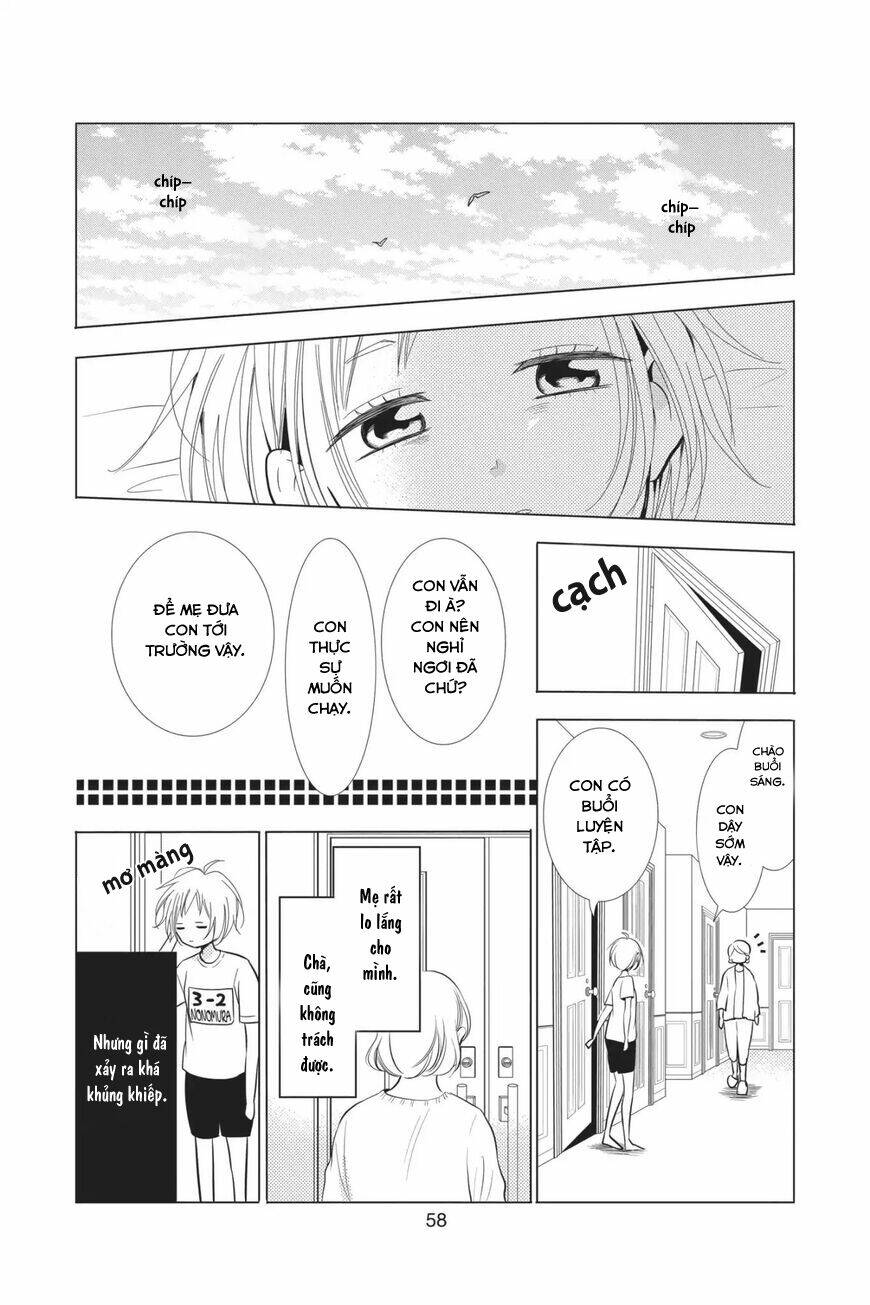 chíp-
chíp
chíp-
chíp
cạch
CHÀO
BUỔI
SÁNG.
CON
DẬY
SỚM
VẬY.
CON CÓ
BUỔI
LUYỆN
TẬP.
CON VẪN
ĐI À?
CON NÊN
NGHỈ
NGƠI ĐÃ
CHỨ?
CON
THỰC
SỰ
MUỐN
CHẠY.
ĐỂ MẸ ĐƯA
CON TỚI
TRƯỜNG VẬY.
Mẹ rất
lo lắng
cho
mình.
Chà,
cũng
không
trách
được.
mơ màng
3-2
NONOMURA
Nhưng gì đã
xảy ra khá
khủng khiếp.
58